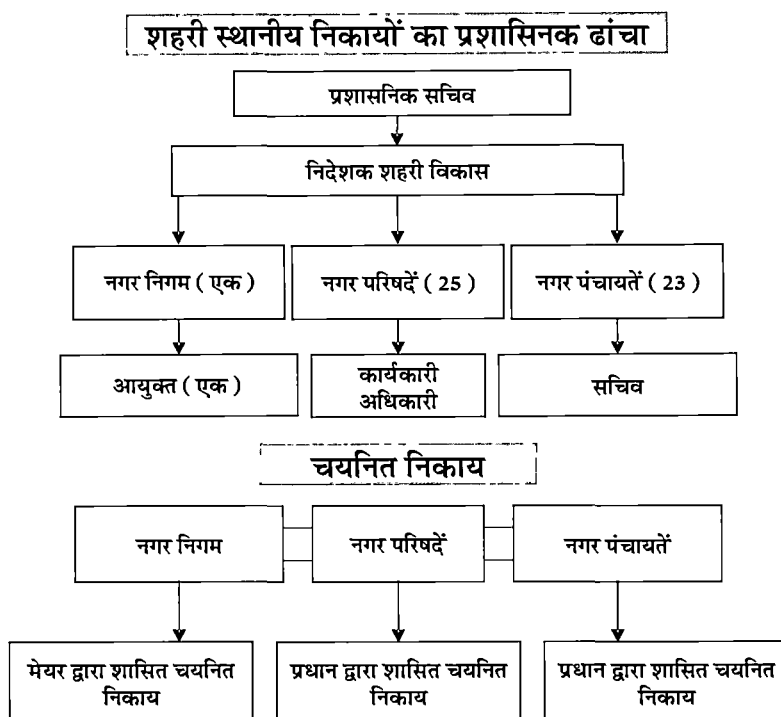 शहरी स्थानीय निकायों का प्रशासिनक ढांचा
प्रशासनिक सचिव
निदेशक शहरी विकास
नगर निगम ( एक )
नगर परिषदें ( 25 )
नगर पंचायतें ( 23 )
आयुक्त ( एक )
कार्यकारी
अधिकारी
सचिव
चयनित निकाय
नगर निगम
नगर परिषदें
नगर पंचायतें
मेयर द्वारा शासित चयनित
निकाय
प्रधान द्वारा शासित चयनित
निकाय
प्रधान द्वारा शासित चयनित
निकाय